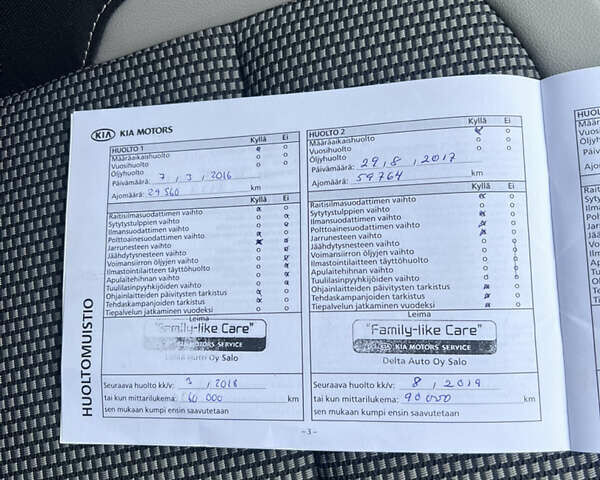 KIA KIA MOTORS
HUOLTOMUISTIO
Kyllä Ei
HUOLTO 1
Määräaikaishuolto
Vuosihuolto
Öljyhuolto
Päivämäärä: 7, 3, 2016
Ajomäärä: 29 560 km
Kyllä Ei
Raitisilmasuodattimen vaihto
Sytytystulppien vaihto
Ilmansuodattimen vaihto
Polttoainesuodattimen vaihto
Jarrunesteen vaihto
Jäähdytysnesteen vaihto
Voimansiirron öljyjen vaihto
Ilmastointilaitteen täyttöhuolto
Apulaitehihnan vaihto
Tuulilasinpyyhkijöiden vaihto
Ohjainlaitteiden päivitysten tarkistus
Tehdaskampanjoiden tarkistus
Tiepalvelun jatkaminen vuodeksi
Leima
"Family-like Care"
KIA MOTORS SERVICE
Delta Auto Oy Salo
Seuraava huolto kk/v: 3, 2018
tai kun mittarilukema: 60 000 km
sen mukaan kumpi ensin saavutetaan
Kyllä Ei
HUOLTO 2
Määräaikaishuolto
Vuosihuolto
Öljyhuolto
Päivämäärä: 29, 8, 2017
Ajomäärä: 59764 km
Kyllä Ei
Raitisilmasuodattimen vaihto
Sytytystulppien vaihto
Ilmansuodattimen vaihto
Polttoainesuodattimen vaihto
Jarrunesteen vaihto
Jäähdytysnesteen vaihto
Voimansiirron öljyjen vaihto
Ilmastointilaitteen täyttöhuolto
Apulaitehihnan vaihto
Tuulilasinpyyhkijöiden vaihto
Ohjainlaitteiden päivitysten tarkistus
Tehdaskampanjoiden tarkistus
Tiepalvelun jatkaminen vuodeksi
Leima
"Family-like Care"
KIA KIA MOTORS SERVICE
Delta Auto Oy Salo
Seuraava huolto kk/v: 8, 2019
tai kun mittarilukema: 90 000 km
sen mukaan kumpi ensin saavutetaan
-3-